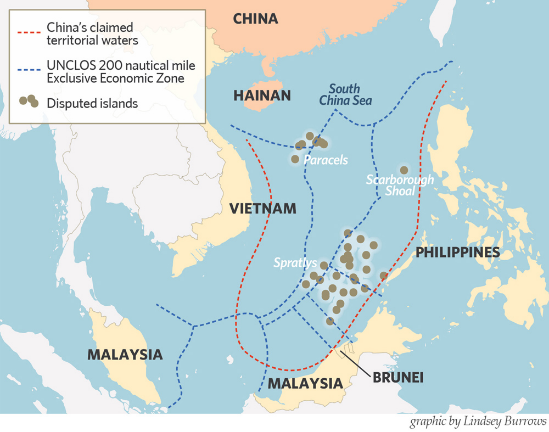 China's claimed
territorial waters
UNCLOS 200 nautical mile
Exclusive Economic Zone
Disputed islands
CHINA
HAINAN
South
China Sea
Paracels
Scarborough
Shoal
VIETNAM
Spratlys
PHILIPPINES
MALAYSIA
MALAYSIA
BRUNEI
graphic by Lindsey Burrows